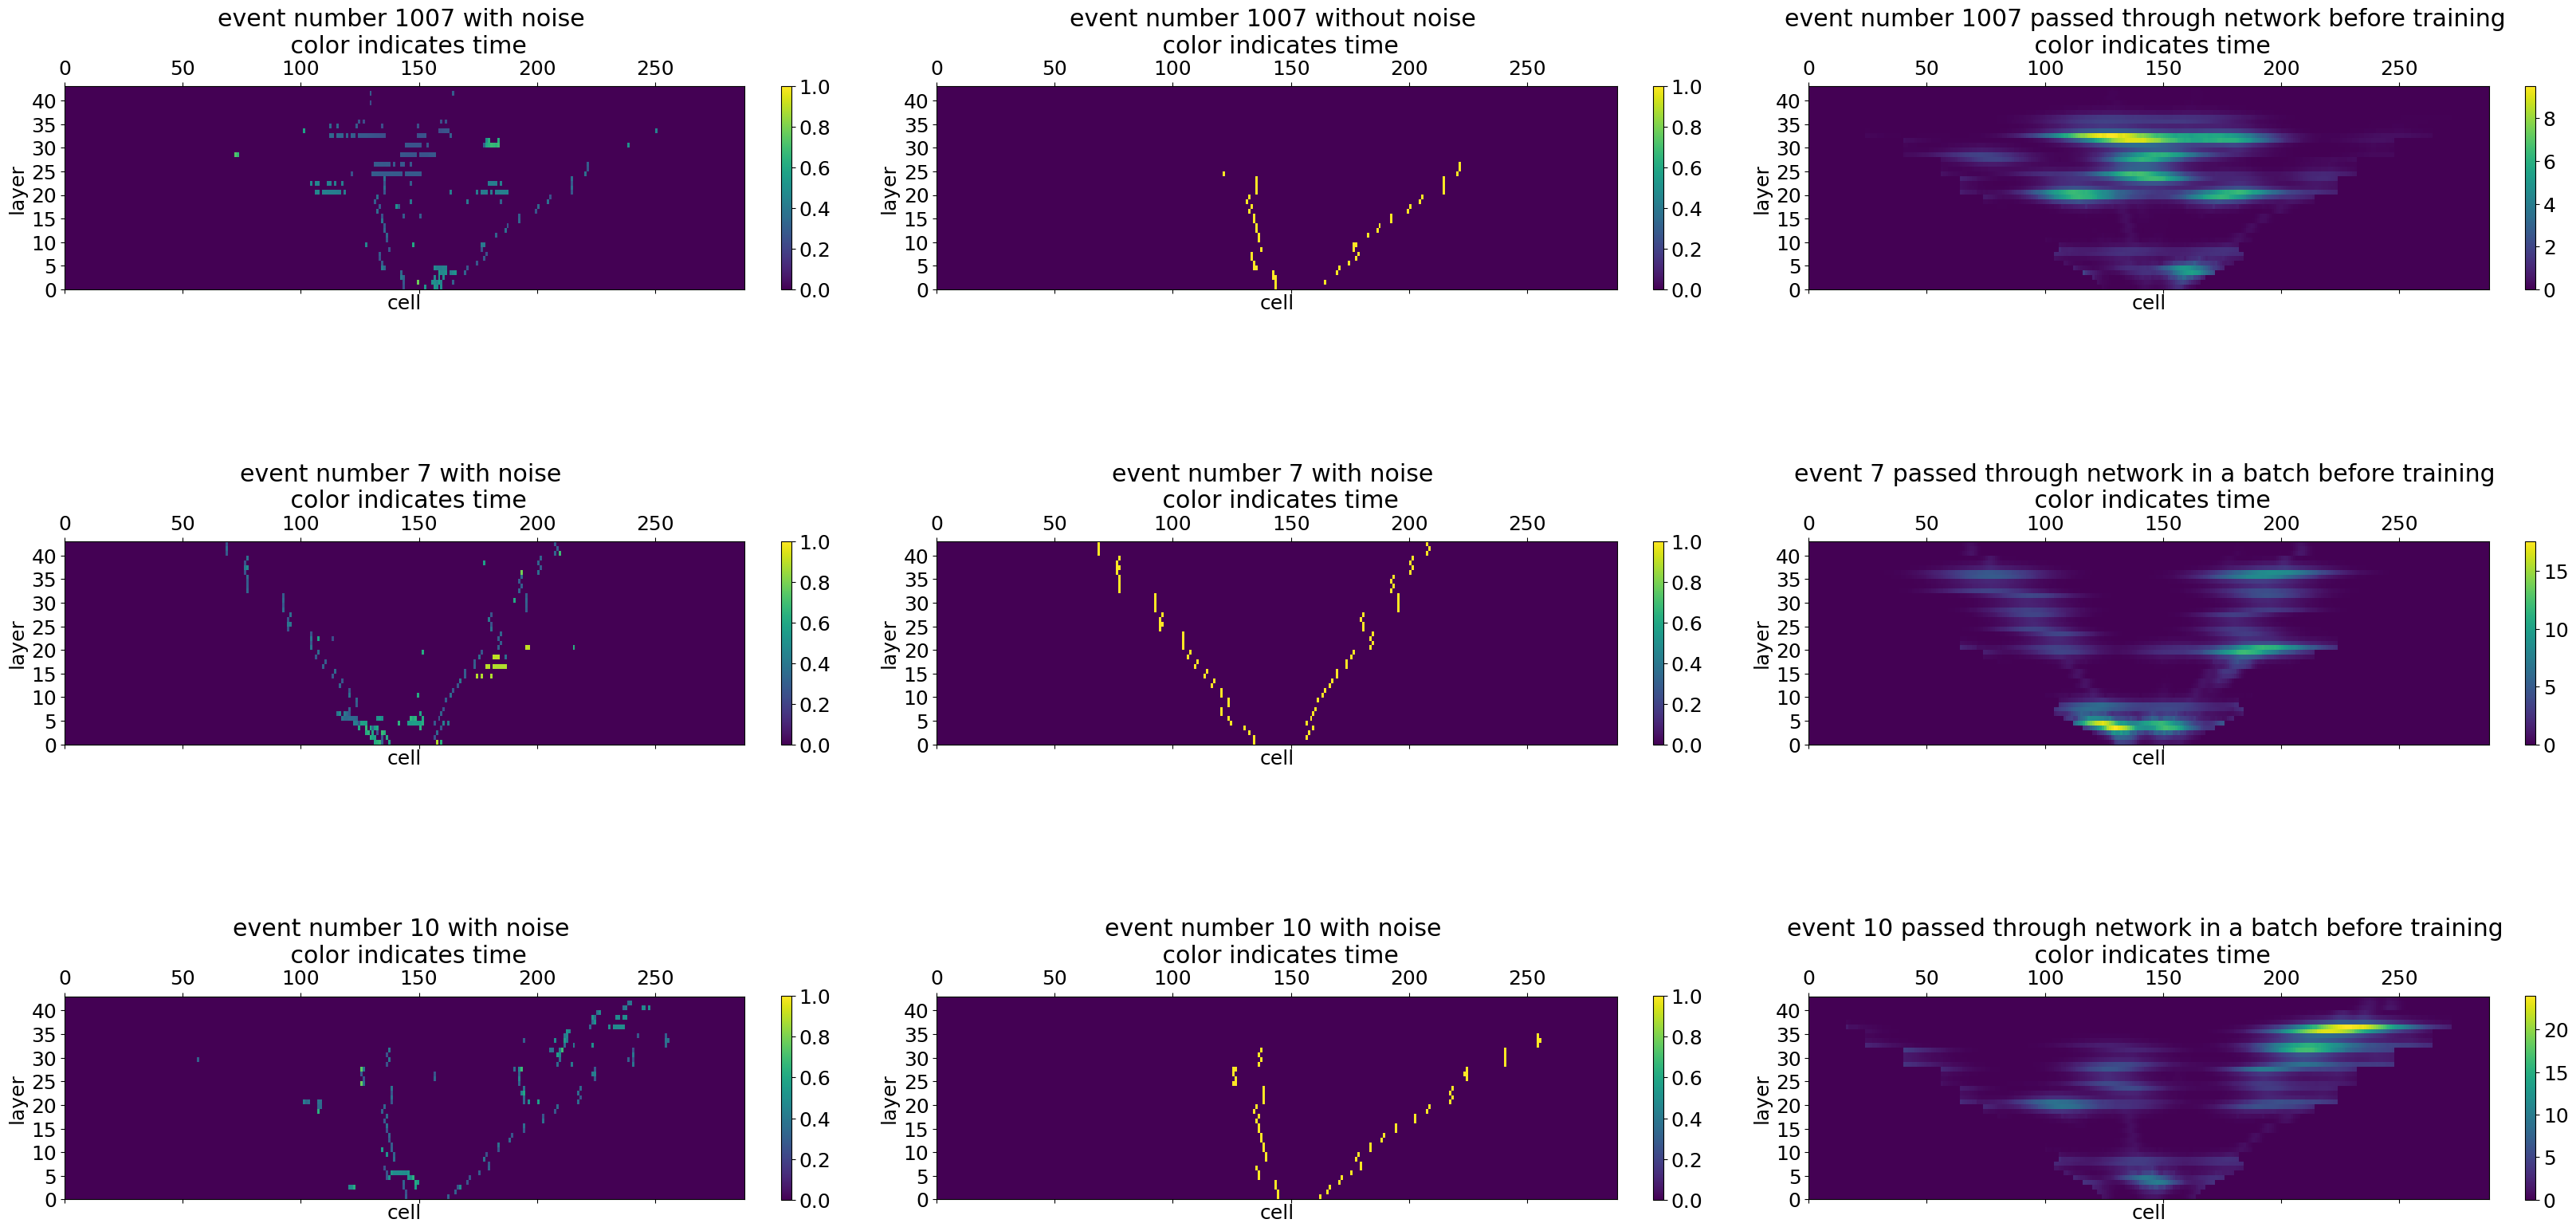 event number 1007 with noise
color indicates time
0 50 100 150 200 250
40 35 30 25 20 15 10 5 0
layer
cell
1.0 0.8 0.6 0.4 0.2 0.0
event number 1007 without noise
color indicates time
0 50 100 150 200 250
40 35 30 25 20 15 10 5 0
layer
cell
1.0 0.8 0.6 0.4 0.2 0.0
event number 1007 passed through network before training
color indicates time
0 50 100 150 200 250
40 35 30 25 20 15 10 5 0
layer
cell
8 6 4 2 0
event number 7 with noise
color indicates time
0 50 100 150 200 250
40 35 30 25 20 15 10 5 0
layer
cell
1.0 0.8 0.6 0.4 0.2 0.0
event number 7 with noise
color indicates time
0 50 100 150 200 250
40 35 30 25 20 15 10 5 0
layer
cell
1.0 0.8 0.6 0.4 0.2 0.0
event 7 passed through network in a batch before training
color indicates time
0 50 100 150 200 250
40 35 30 25 20 15 10 5 0
layer
cell
15 10 5 0
event number 10 with noise
color indicates time
0 50 100 150 200 250
40 35 30 25 20 15 10 5 0
layer
cell
1.0 0.8 0.6 0.4 0.2 0.0
event number 10 with noise
color indicates time
0 50 100 150 200 250
40 35 30 25 20 15 10 5 0
layer
cell
1.0 0.8 0.6 0.4 0.2 0.0
event 10 passed through network in a batch before training
color indicates time
0 50 100 150 200 250
40 35 30 25 20 15 10 5 0
layer
cell
20 15 10 5 0